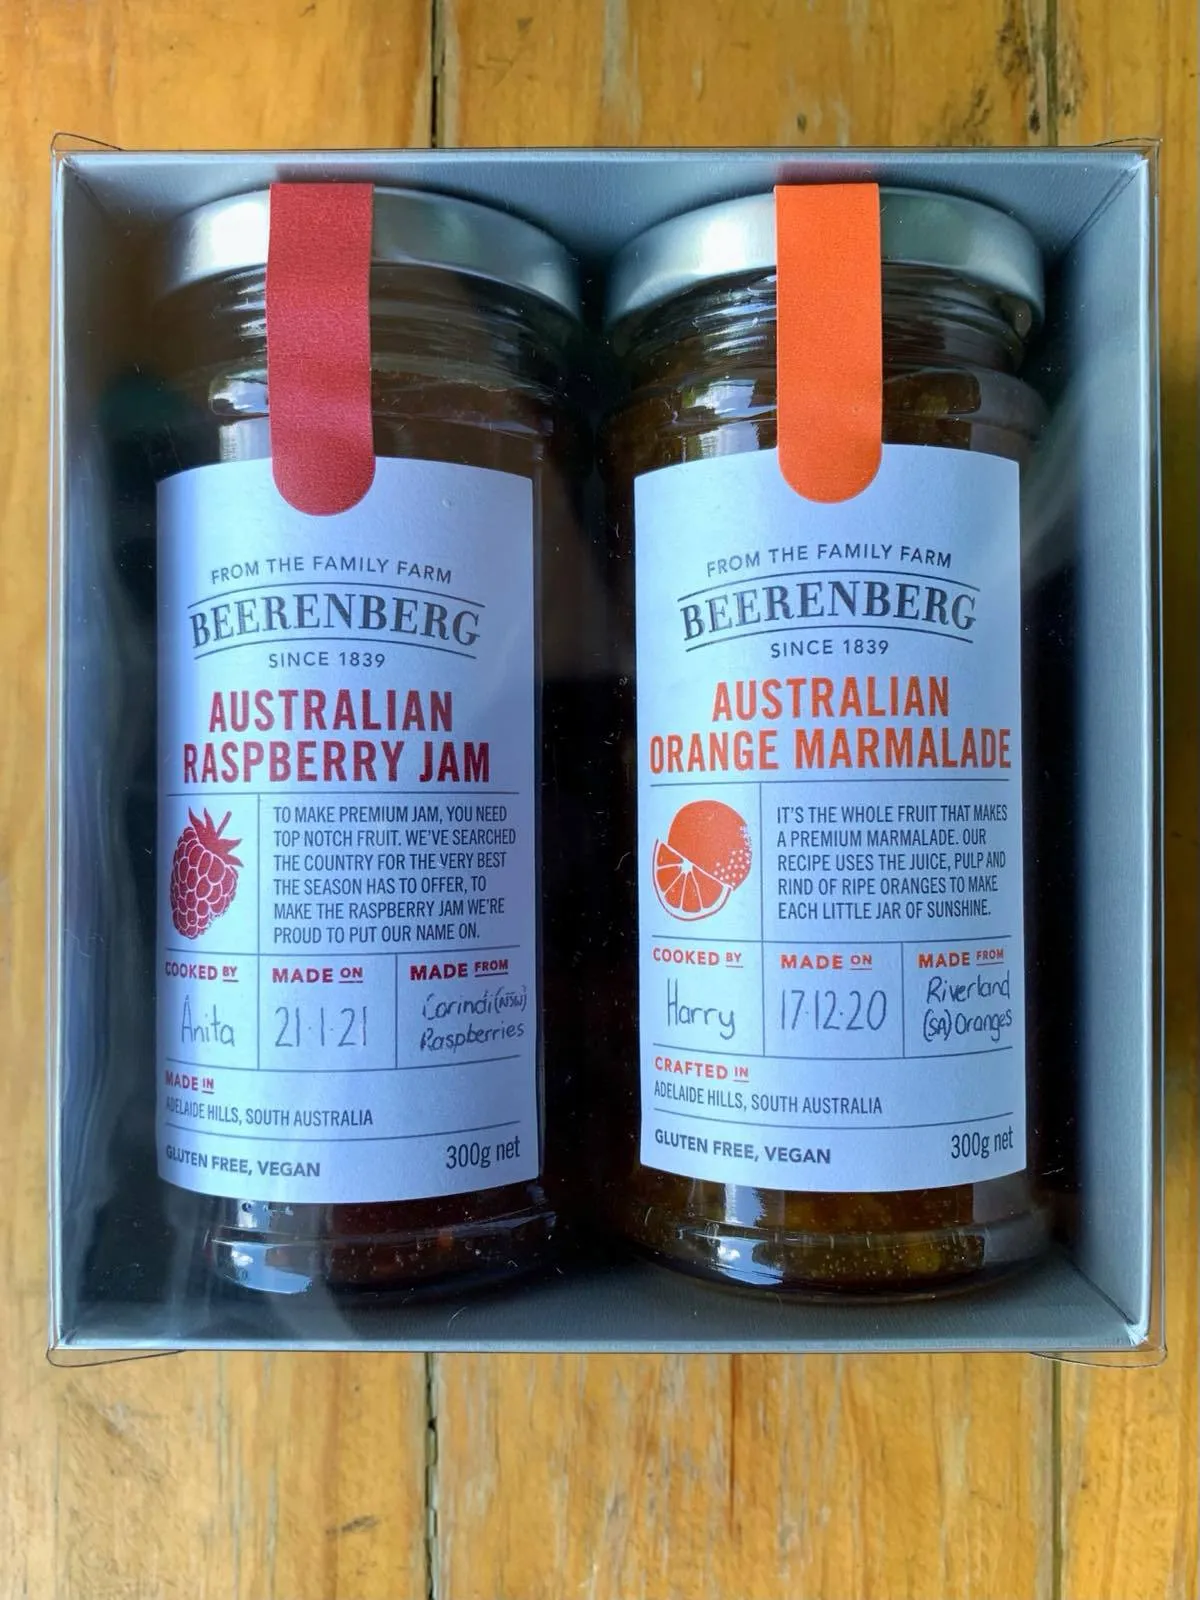 FROM THE FAMILY FARM
BEERENBERG
SINCE 1839
AUSTRALIAN
RASPBERRY JAM
TO MAKE PREMIUM JAM, YOU NEED
TOP NOTCH FRUIT. WE'VE SEARCHED
THE COUNTRY FOR THE VERY BEST
THE SEASON HAS TO OFFER, TO
MAKE THE RASPBERRY JAM WE'RE
PROUD TO PUT OUR NAME ON.
COOKED BY
Anita
MADE ON
21·1·21
MADE FROM
Corindi (NSW)
Raspberries
MADE IN
ADELAIDE HILLS, SOUTH AUSTRALIA
GLUTEN FREE, VEGAN
300g net
FROM THE FAMILY FARM
BEERENBERG
SINCE 1839
AUSTRALIAN
ORANGE MARMALADE
IT'S THE WHOLE FRUIT THAT MAKES
A PREMIUM MARMALADE. OUR
RECIPE USES THE JUICE, PULP AND
RIND OF RIPE ORANGES TO MAKE
EACH LITTLE JAR OF SUNSHINE.
COOKED BY
Harry
MADE ON
17·12·20
MADE FROM
Riverland
(SA) Oranges
CRAFTED IN
ADELAIDE HILLS, SOUTH AUSTRALIA
GLUTEN FREE, VEGAN
300g net